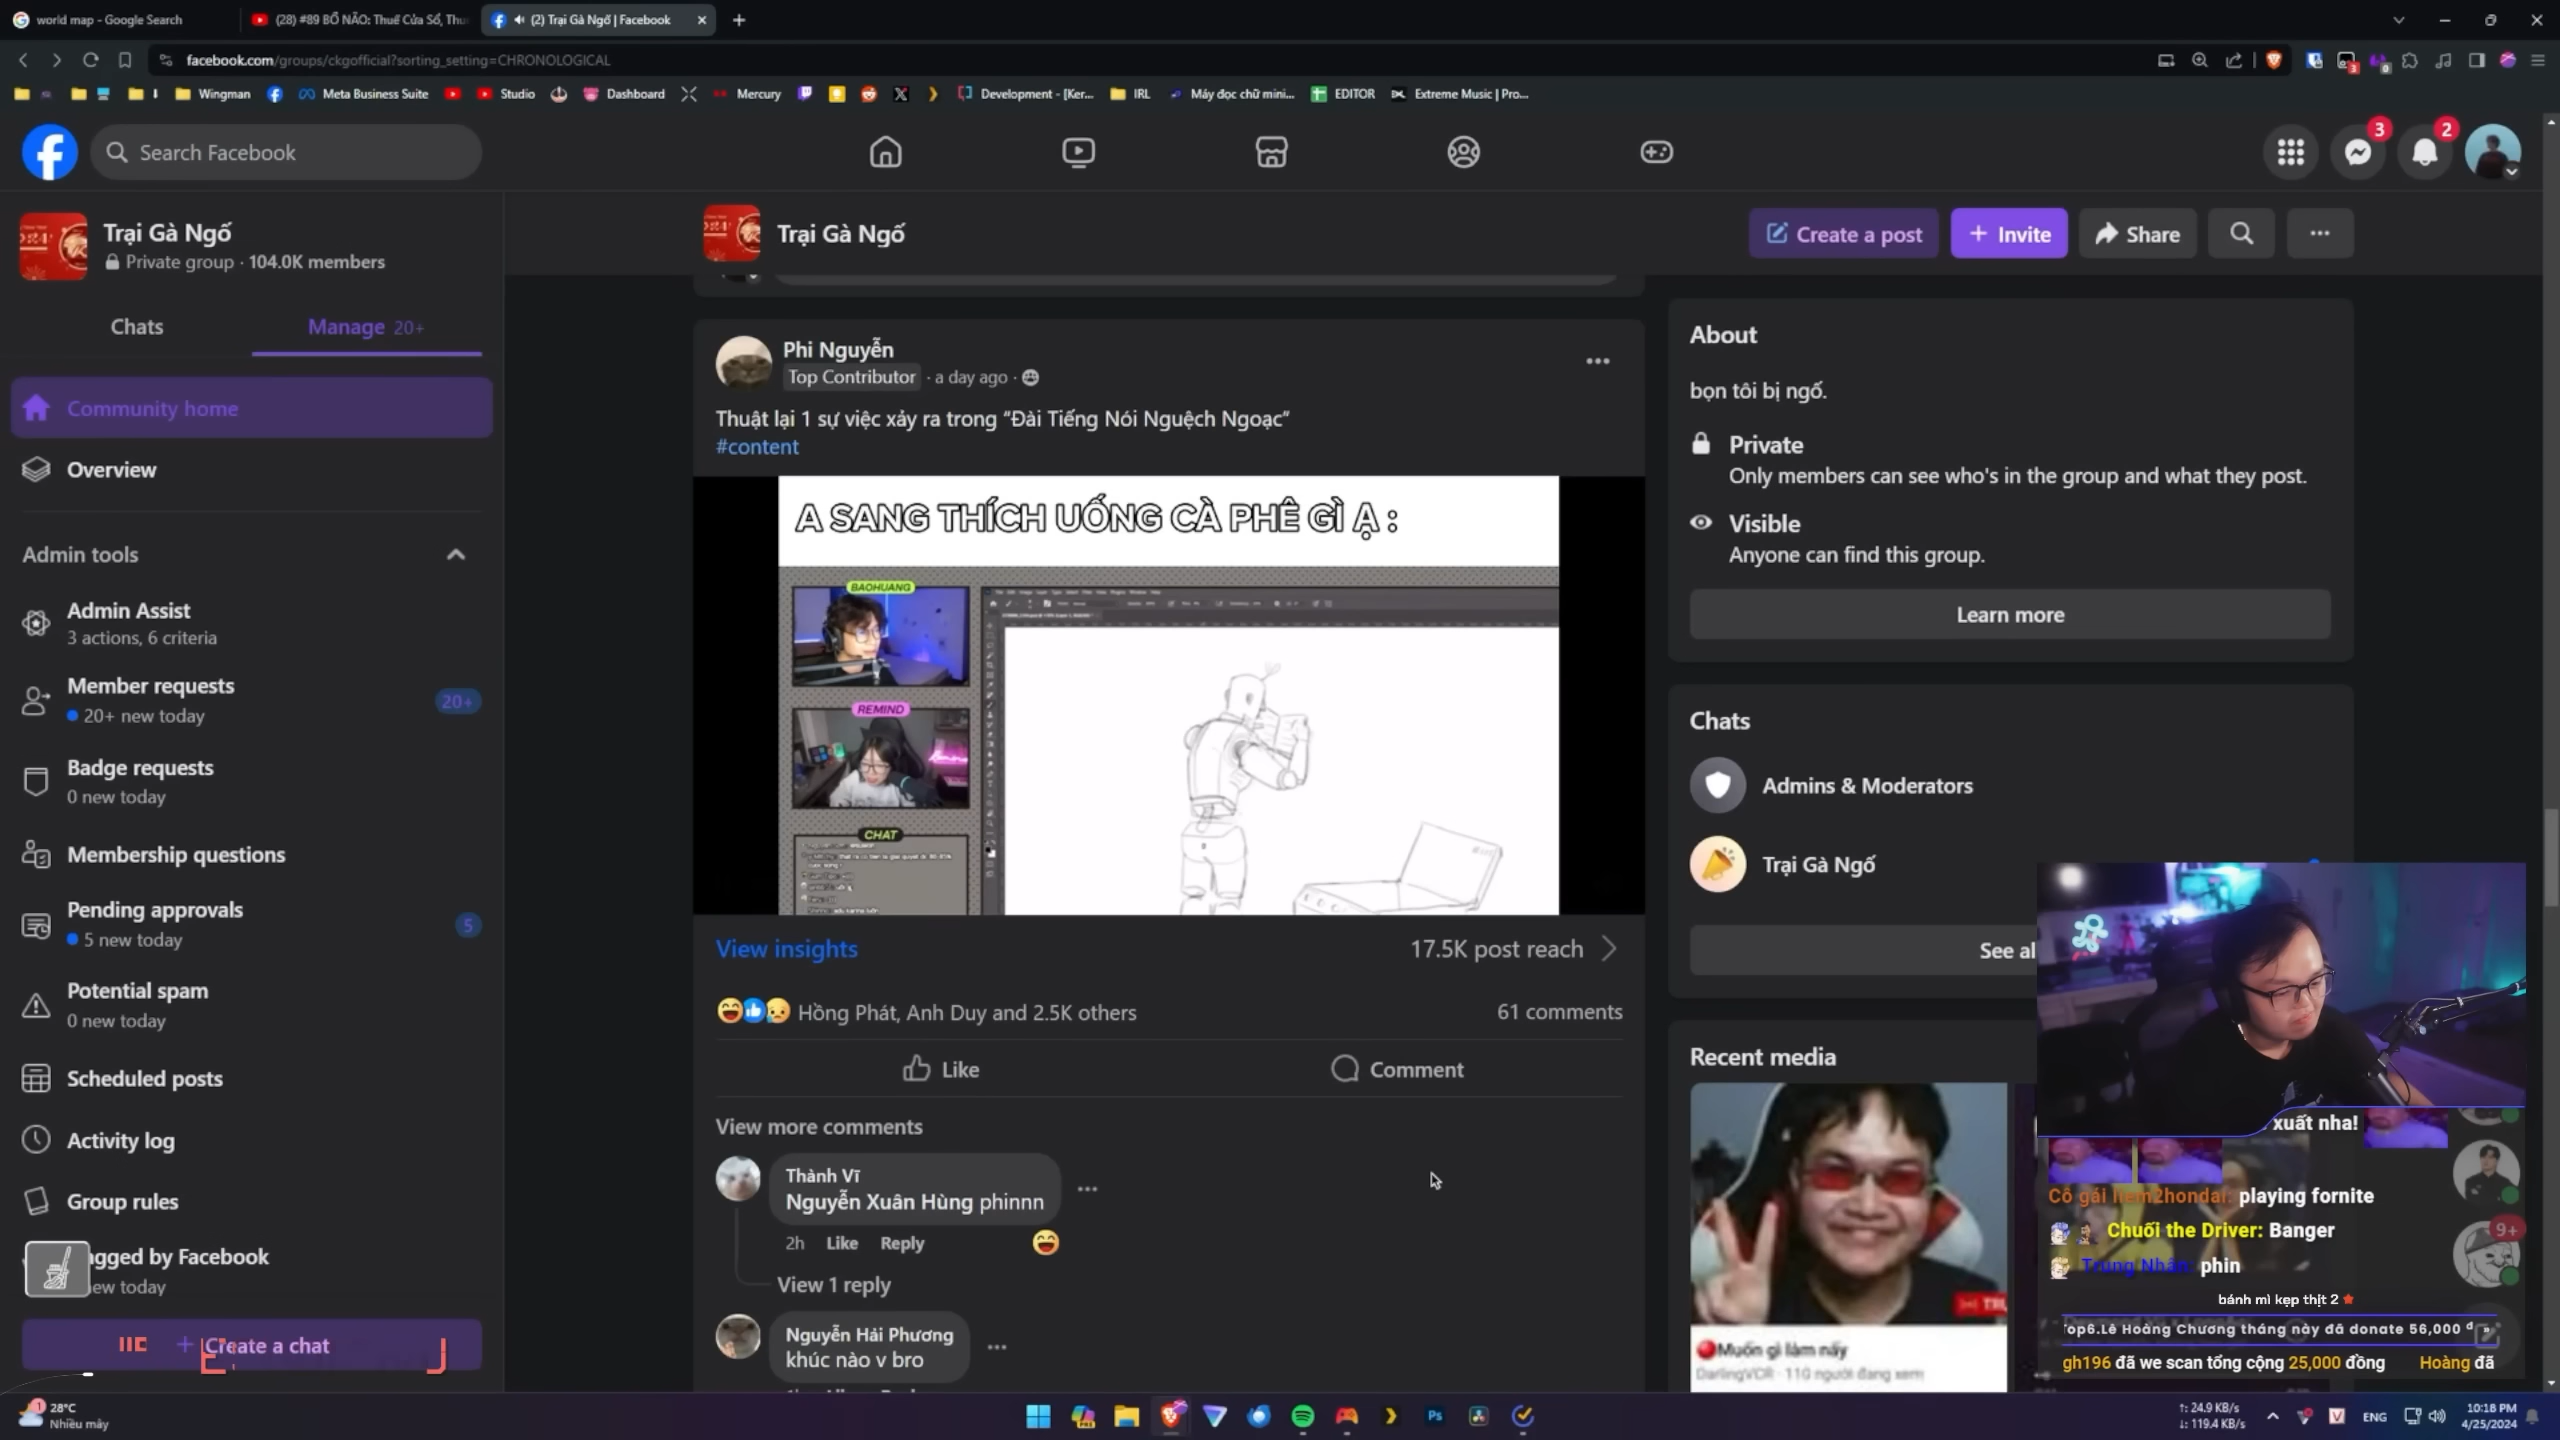 world map - Google Search
(28) #89 BỔ NÃO: Thuế Cửa Sổ, Thu
(2) Trại Gà Ngố | Facebook
facebook.com/groups/ckgofficial?sorting_setting=CHRONOLOGICAL
Wingman
Meta Business Suite
Studio
Dashboard
Mercury
Development - [Ker...
IRL
Máy đọc chữ mini...
EDITOR
Extreme Music | Pro...
Search Facebook
3
2
Trại Gà Ngố
Private group · 104.0K members
Chats
Manage 20+
Community home
Overview
Admin tools
Admin Assist
3 actions, 6 criteria
Member requests
20+ new today
20+
Badge requests
0 new today
Membership questions
Pending approvals
5 new today
5
Potential spam
0 new today
Scheduled posts
Activity log
Group rules
agged by Facebook
new today
Create a chat
Trại Gà Ngố
Create a post
Invite
Share
Phi Nguyễn
Top Contributor · a day ago ·
Thuật lại 1 sự việc xảy ra trong “Đài Tiếng Nói Nguệch Ngoạc”
#content
A SANG THÍCH UỐNG CÀ PHÊ GÌ Ạ :
BAOHUANG
REMIND
CHAT
View insights
17.5K post reach
Hồng Phát, Anh Duy and 2.5K others
61 comments
Like
Comment
View more comments
Thành Vĩ
Nguyễn Xuân Hùng phinnn
2h Like Reply
View 1 reply
Nguyễn Hải Phương
khúc nào v bro
About
bọn tôi bị ngố.
Private
Only members can see who's in the group and what they post.
Visible
Anyone can find this group.
Learn more
Chats
Admins & Moderators
Trại Gà Ngố
See al
Recent media
Muốn gì làm nấy
DarlingVCR · 110 người đang xem
xuất nha!
Cô gái liem2hondai: playing fornite
Chuối the Driver: Banger
Trung Nhân: phin
9+
bánh mì kẹp thịt 2
Top6.Lê Hoàng Chương tháng này đã donate 56,000 đ
gh196 đã we scan tổng cộng 25,000 đồng
Hoàng đã
28°C
Nhiều mây
Ps
↑: 24.9 KB/s
↓: 119.4 KB/s
ENG
10:18 PM
4/25/2024